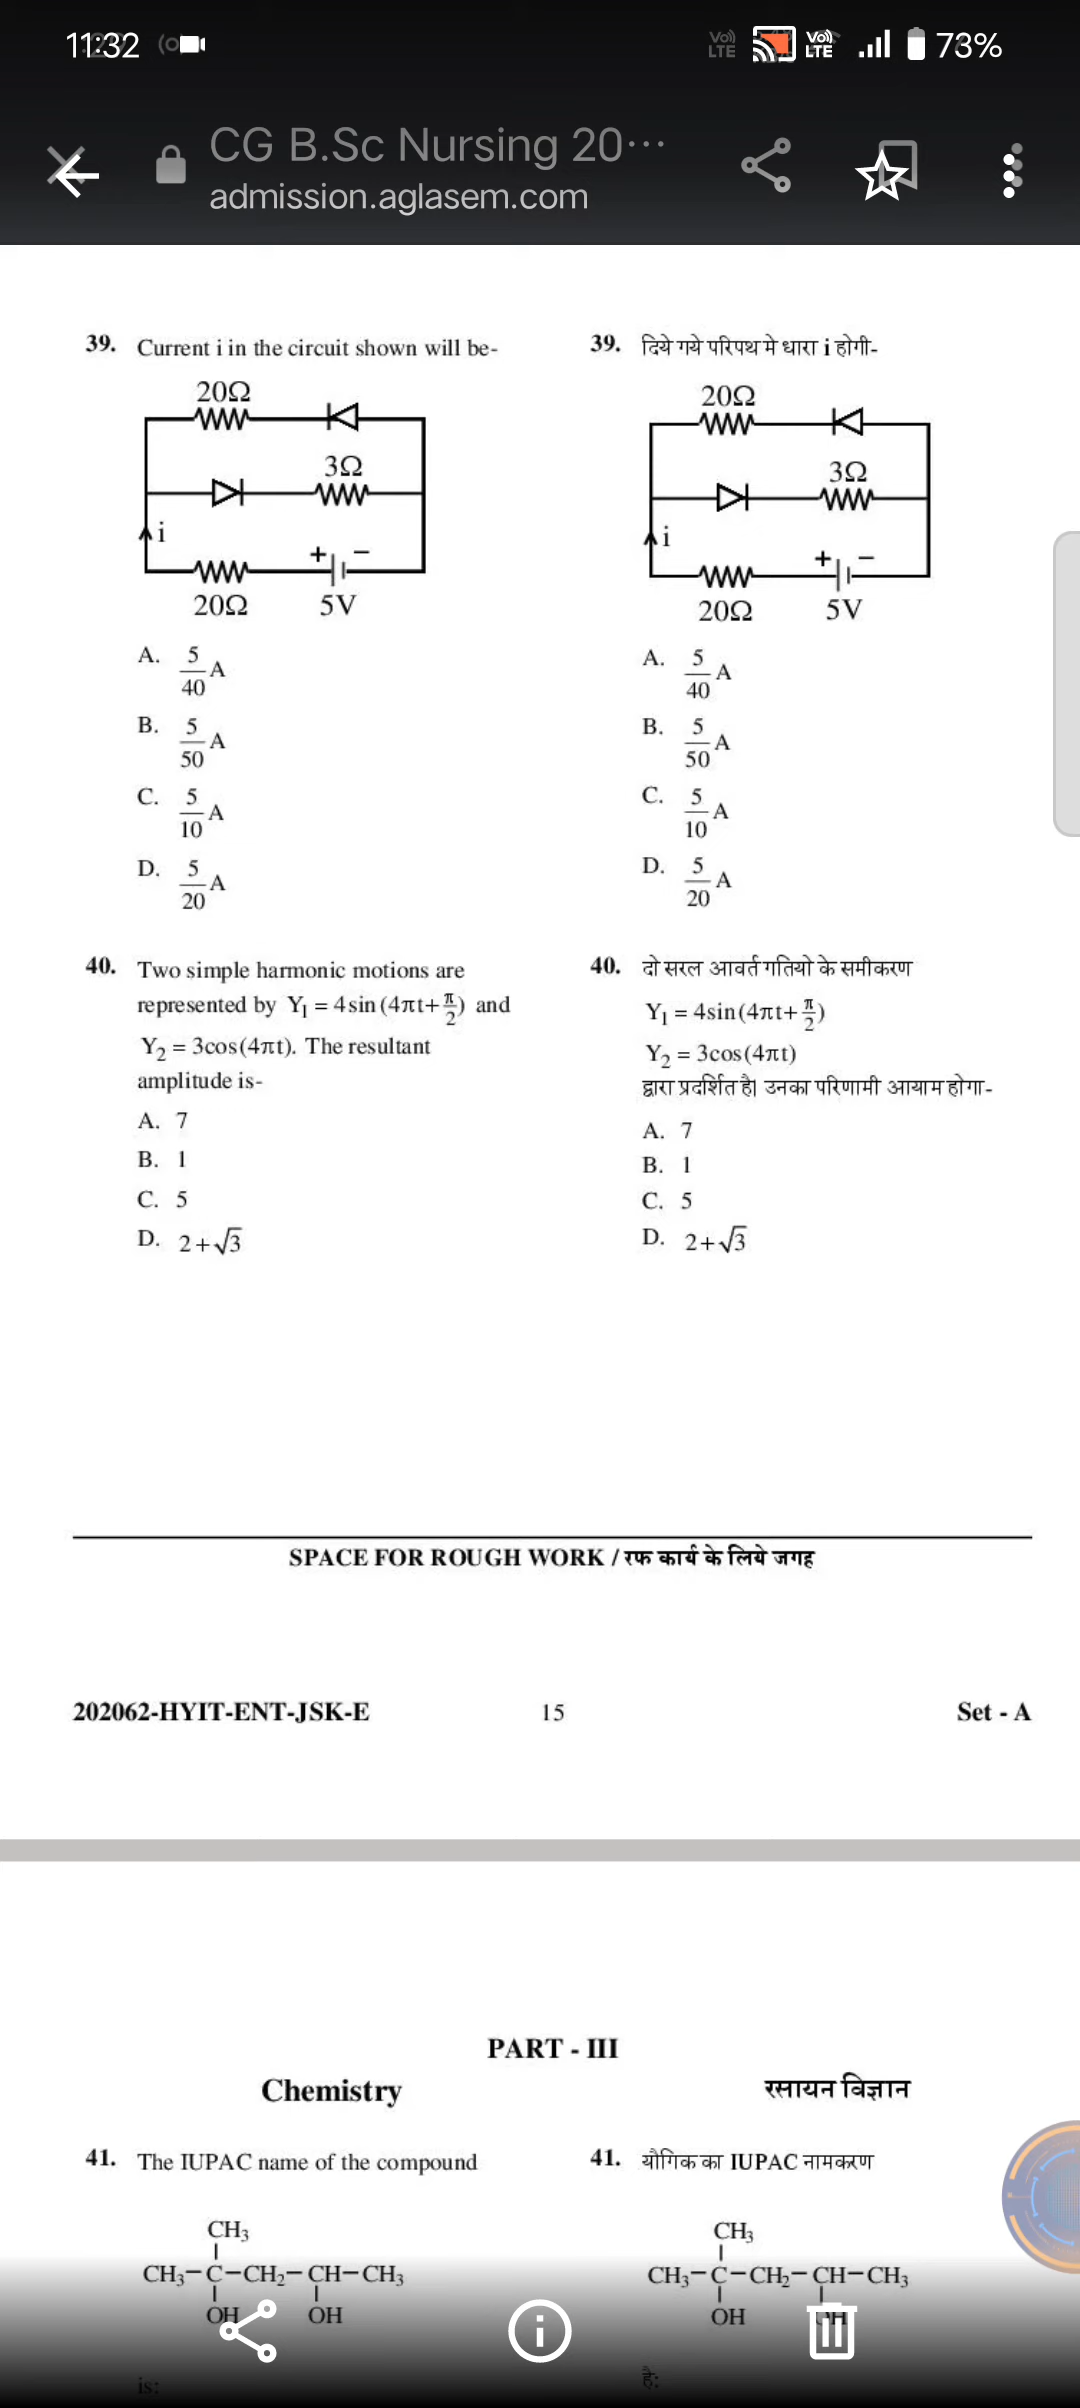 11:32
Vo)) LTE
Vo)) LTE
73%
CG B.Sc Nursing 20...
admission.aglasem.com
39. Current i in the circuit shown will be-
20Ω
3Ω
i
+ −
20Ω 5V
A. 5/40 A
B. 5/50 A
C. 5/10 A
D. 5/20 A
40. Two simple harmonic motions are
represented by Y₁ = 4sin(4πt+π/2) and
Y₂ = 3cos(4πt). The resultant
amplitude is-
A. 7
B. 1
C. 5
D. 2+√3
39. दिये गये परिपथ मे धारा i होगी-
20Ω
3Ω
i
+ −
20Ω 5V
A. 5/40 A
B. 5/50 A
C. 5/10 A
D. 5/20 A
40. दो सरल आवर्त गतियो के समीकरण
Y₁ = 4sin(4πt+π/2)
Y₂ = 3cos(4πt)
द्वारा प्रदर्शित है। उनका परिणामी आयाम होगा-
A. 7
B. 1
C. 5
D. 2+√3
SPACE FOR ROUGH WORK / रफ कार्य के लिये जगह
202062-HYIT-ENT-JSK-E 15 Set - A
PART - III
Chemistry
रसायन विज्ञान
41. The IUPAC name of the compound
CH₃
CH₃−C−CH₂−CH−CH₃
OH OH
is:
41. यौगिक का IUPAC नामकरण
CH₃
CH₃−C−CH₂−CH−CH₃
OH OH
है: